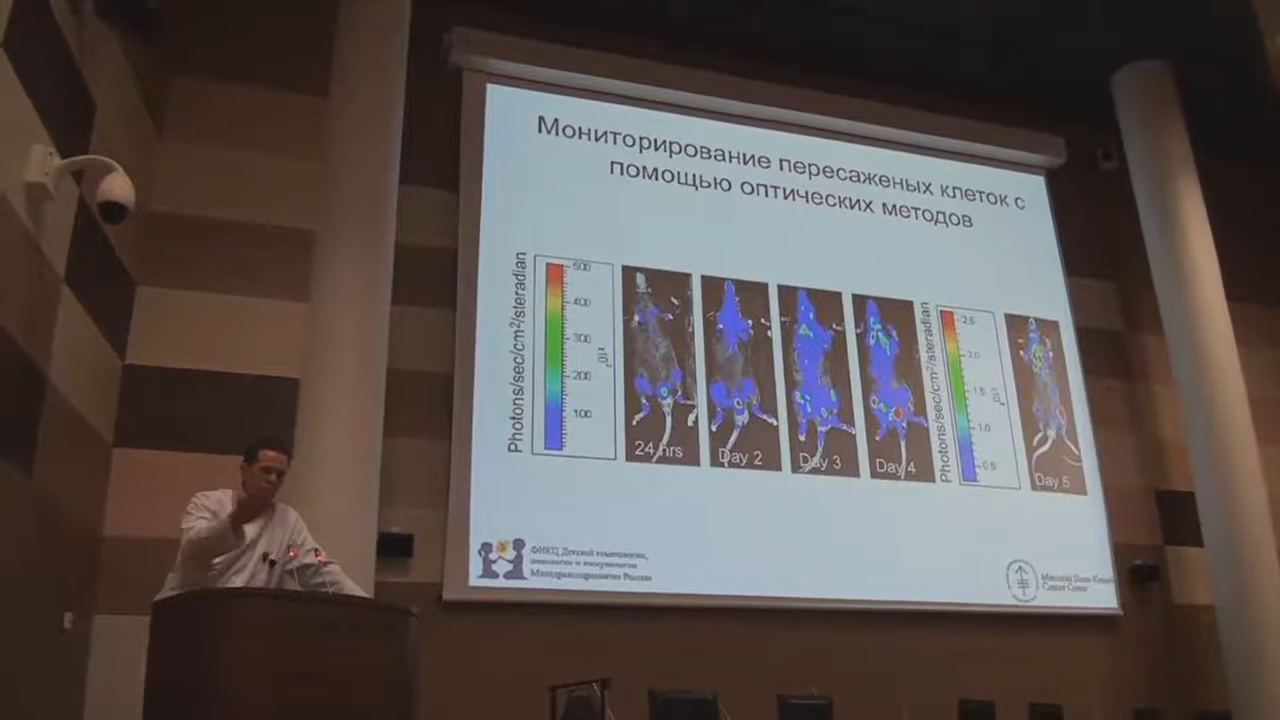 Мониторирование пересаженых клеток с
помощью оптических методов
Photons/sec/cm²/steradian
500
400
300
200
100
24 hrs
Day 2
Day 3
Day 4
Photons/sec/cm²/steradian
2.5
2.0
1.5
1.0
0.5
Day 5
ФНКЦ Детской гематологии,
онкологии и иммунологии
Минздравсоцразвития России
Memorial Sloan-Kettering
Cancer Center